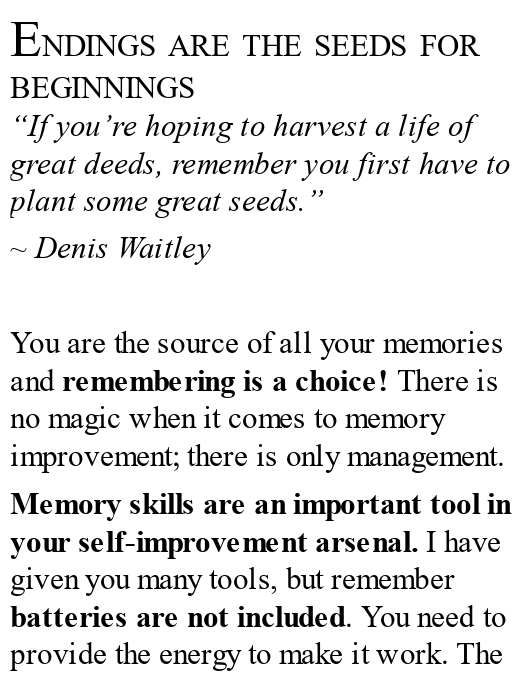 ENDINGS ARE THE SEEDS FOR
BEGINNINGS
“If you’re hoping to harvest a life of
great deeds, remember you first have to
plant some great seeds.”
~ Denis Waitley
You are the source of all your memories
and remembering is a choice! There is
no magic when it comes to memory
improvement; there is only management.
Memory skills are an important tool in
your self-improvement arsenal. I have
given you many tools, but remember
batteries are not included. You need to
provide the energy to make it work. The